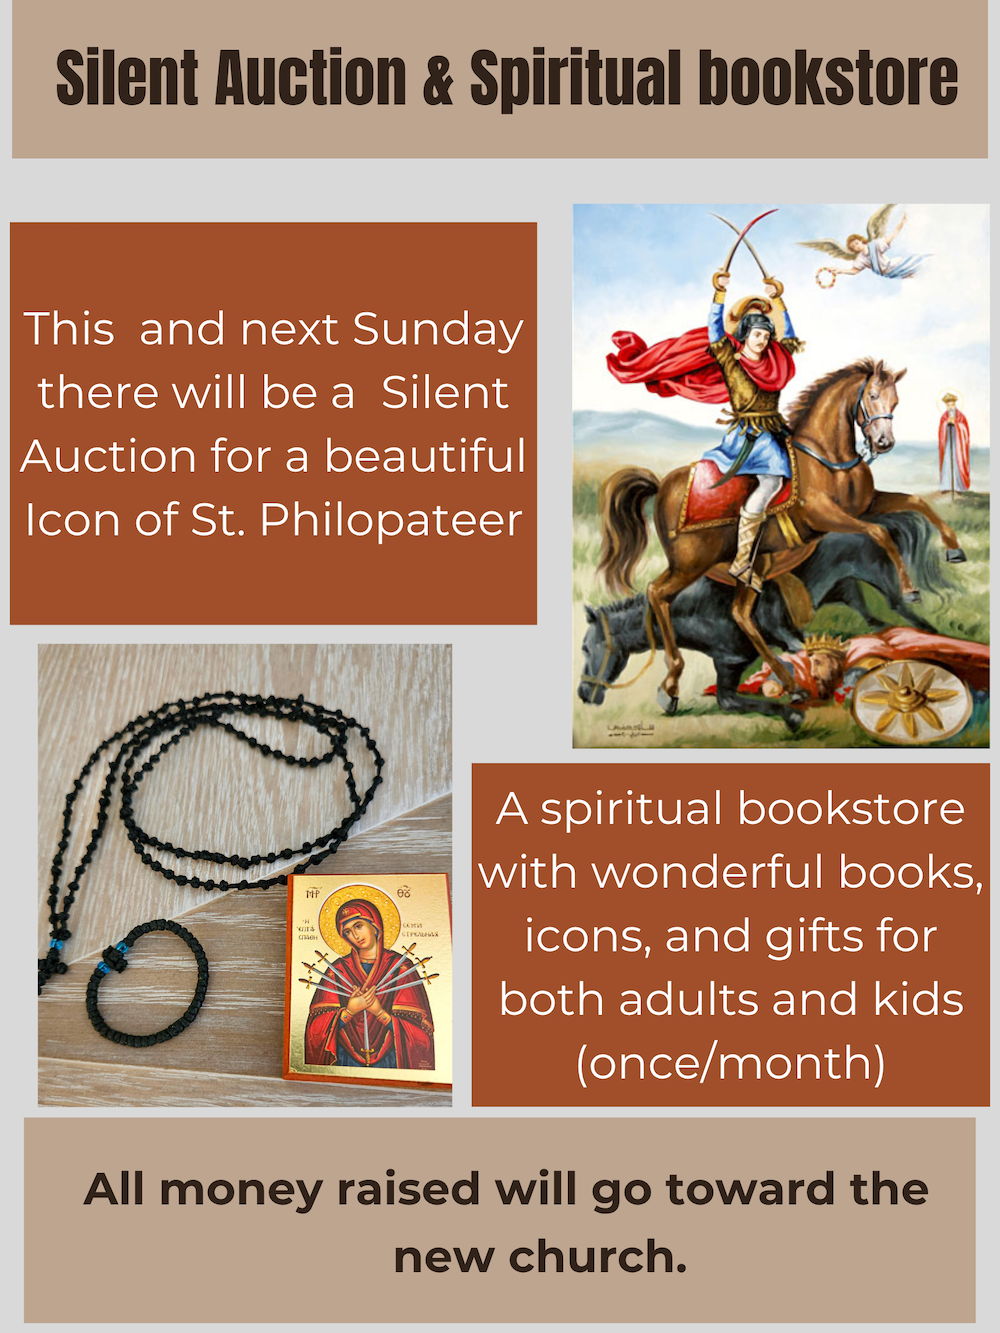 Silent Auction & Spiritual bookstore
This and next Sunday
there will be a Silent
Auction for a beautiful
Icon of St. Philopateer
A spiritual bookstore
with wonderful books,
icons, and gifts for
both adults and kids
(once/month)
ΜΗΡ ΘΟΥ
All money raised will go toward the
new church.